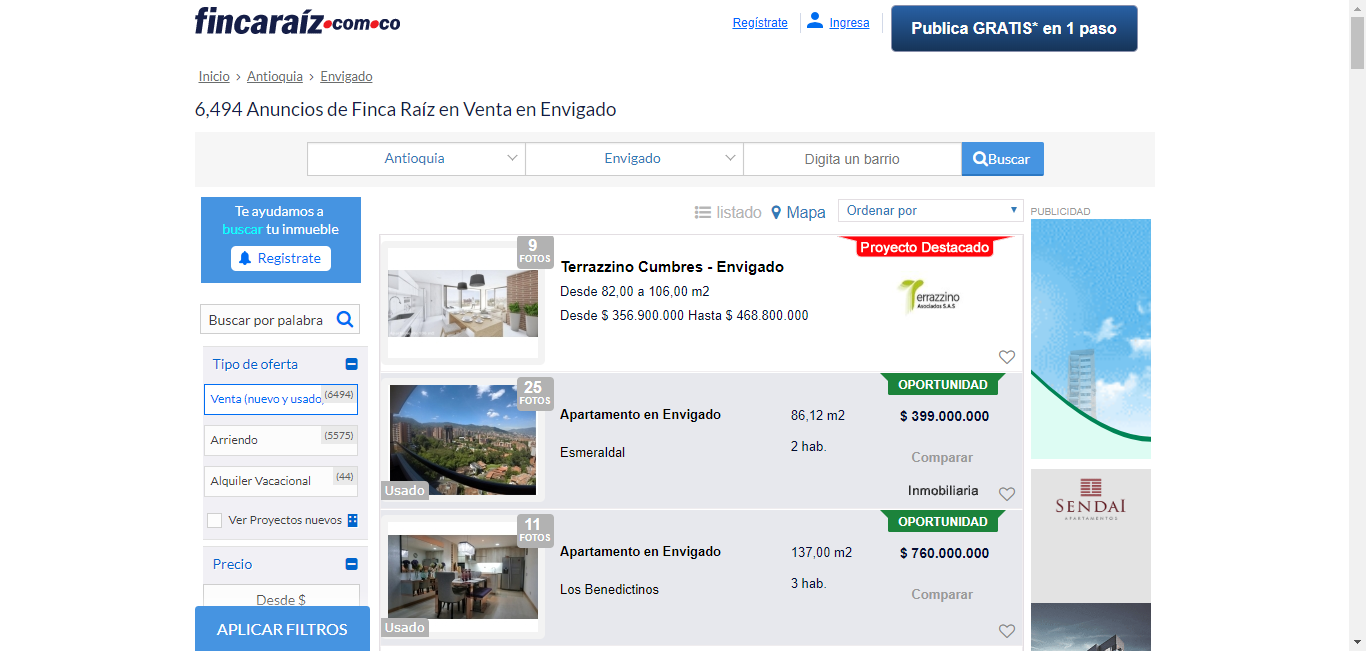 fincaraíz.com.co
Regístrate
Ingresa
Publica GRATIS* en 1 paso
Inicio > Antioquia > Envigado
6,494 Anuncios de Finca Raíz en Venta en Envigado
Antioquia
Envigado
Digita un barrio
Buscar
Te ayudamos a
buscar tu inmueble
Registrate
Buscar por palabra
Tipo de oferta
Venta (nuevo y usado)
(6494)
Arriendo
(5575)
Alquiler Vacacional
(44)
Ver Proyectos nuevos
Precio
Desde $
APLICAR FILTROS
listado
Mapa
Ordenar por
9
FOTOS
Proyecto Destacado
Terrazzino Cumbres - Envigado
Desde 82,00 a 106,00 m2
Desde $ 356.900.000 Hasta $ 468.800.000
Terrazzino
Asociados S.A.S
25
FOTOS
Usado
OPORTUNIDAD
Apartamento en Envigado
86,12 m2
$ 399.000.000
Esmeraldal
2 hab.
Comparar
Inmobiliaria
11
FOTOS
Usado
OPORTUNIDAD
Apartamento en Envigado
137,00 m2
$ 760.000.000
Los Benedictinos
3 hab.
Comparar
PUBLICIDAD
SENDAI
APARTAMENTOS